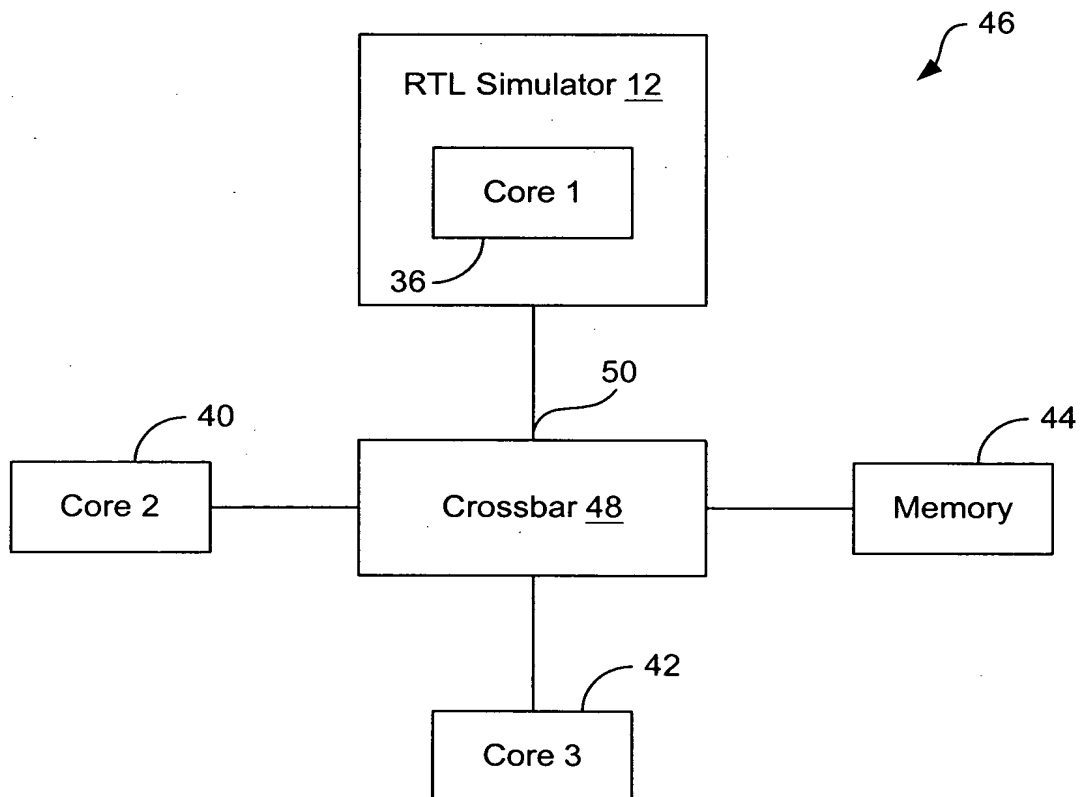 46
RTL Simulator 12
Core 1
36
50
40
44
Core 2
Crossbar 48
Memory
42
Core 3